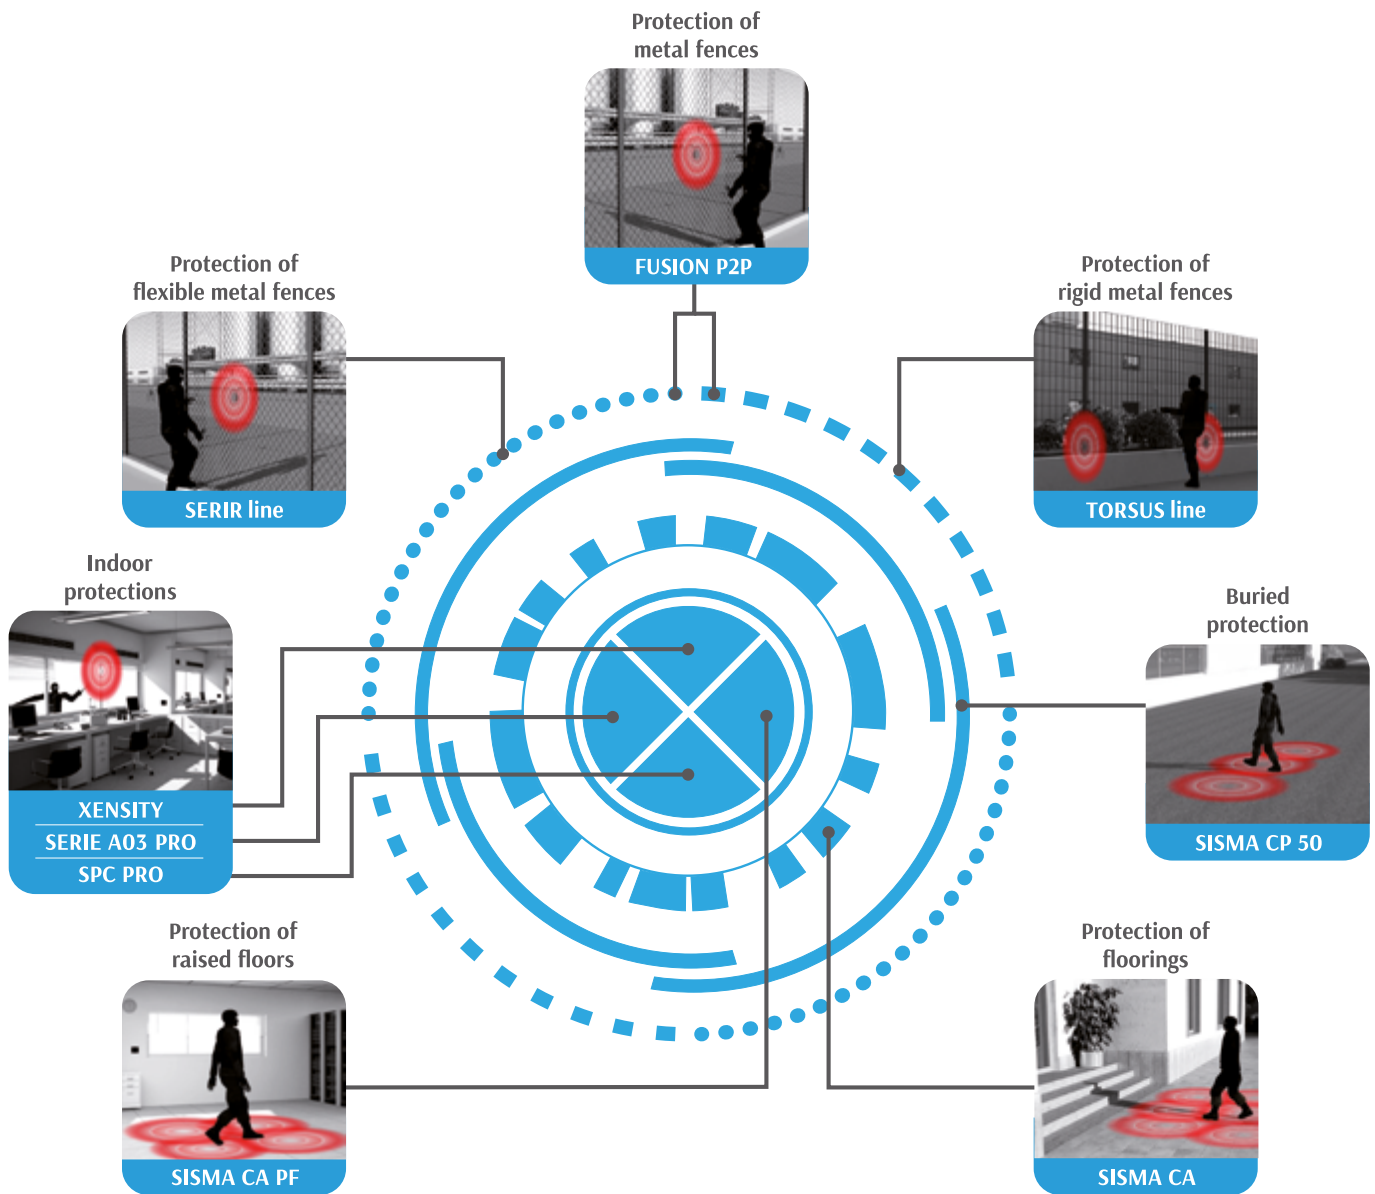 Protection of
metal fences
FUSION P2P
Protection of
flexible metal fences
SERIR line
Protection of
rigid metal fences
TORSUS line
Indoor
protections
XENSITY
SERIE A03 PRO
SPC PRO
Buried
protection
SISMA CP 50
Protection of
raised floors
SISMA CA PF
Protection of
floorings
SISMA CA